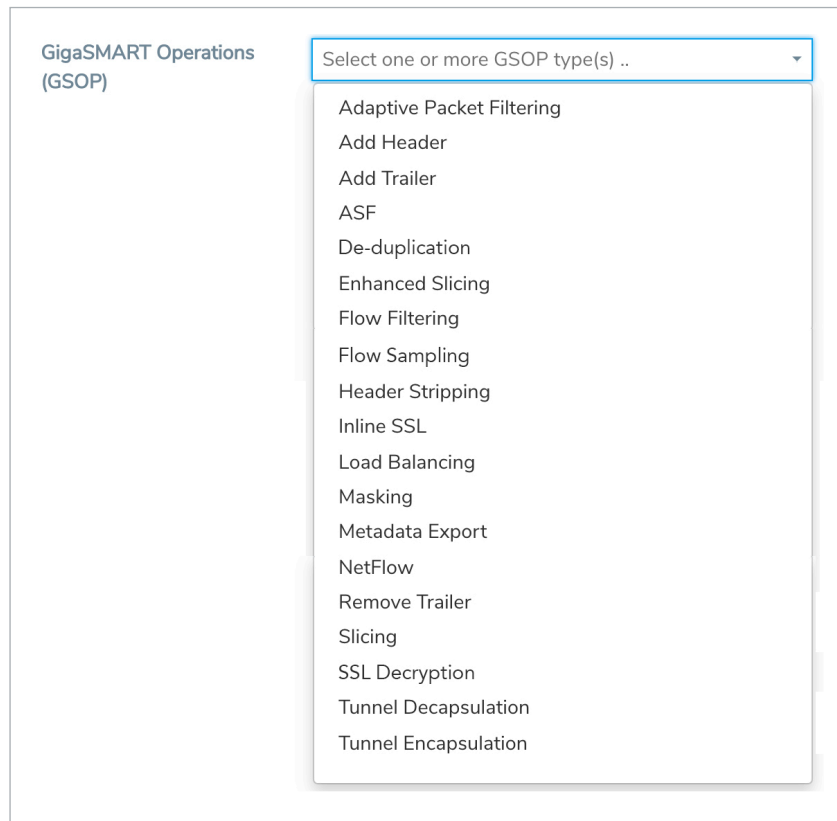 GigaSMART Operations
(GSOP)
Select one or more GSOP type(s) ..
Adaptive Packet Filtering
Add Header
Add Trailer
ASF
De-duplication
Enhanced Slicing
Flow Filtering
Flow Sampling
Header Stripping
Inline SSL
Load Balancing
Masking
Metadata Export
NetFlow
Remove Trailer
Slicing
SSL Decryption
Tunnel Decapsulation
Tunnel Encapsulation